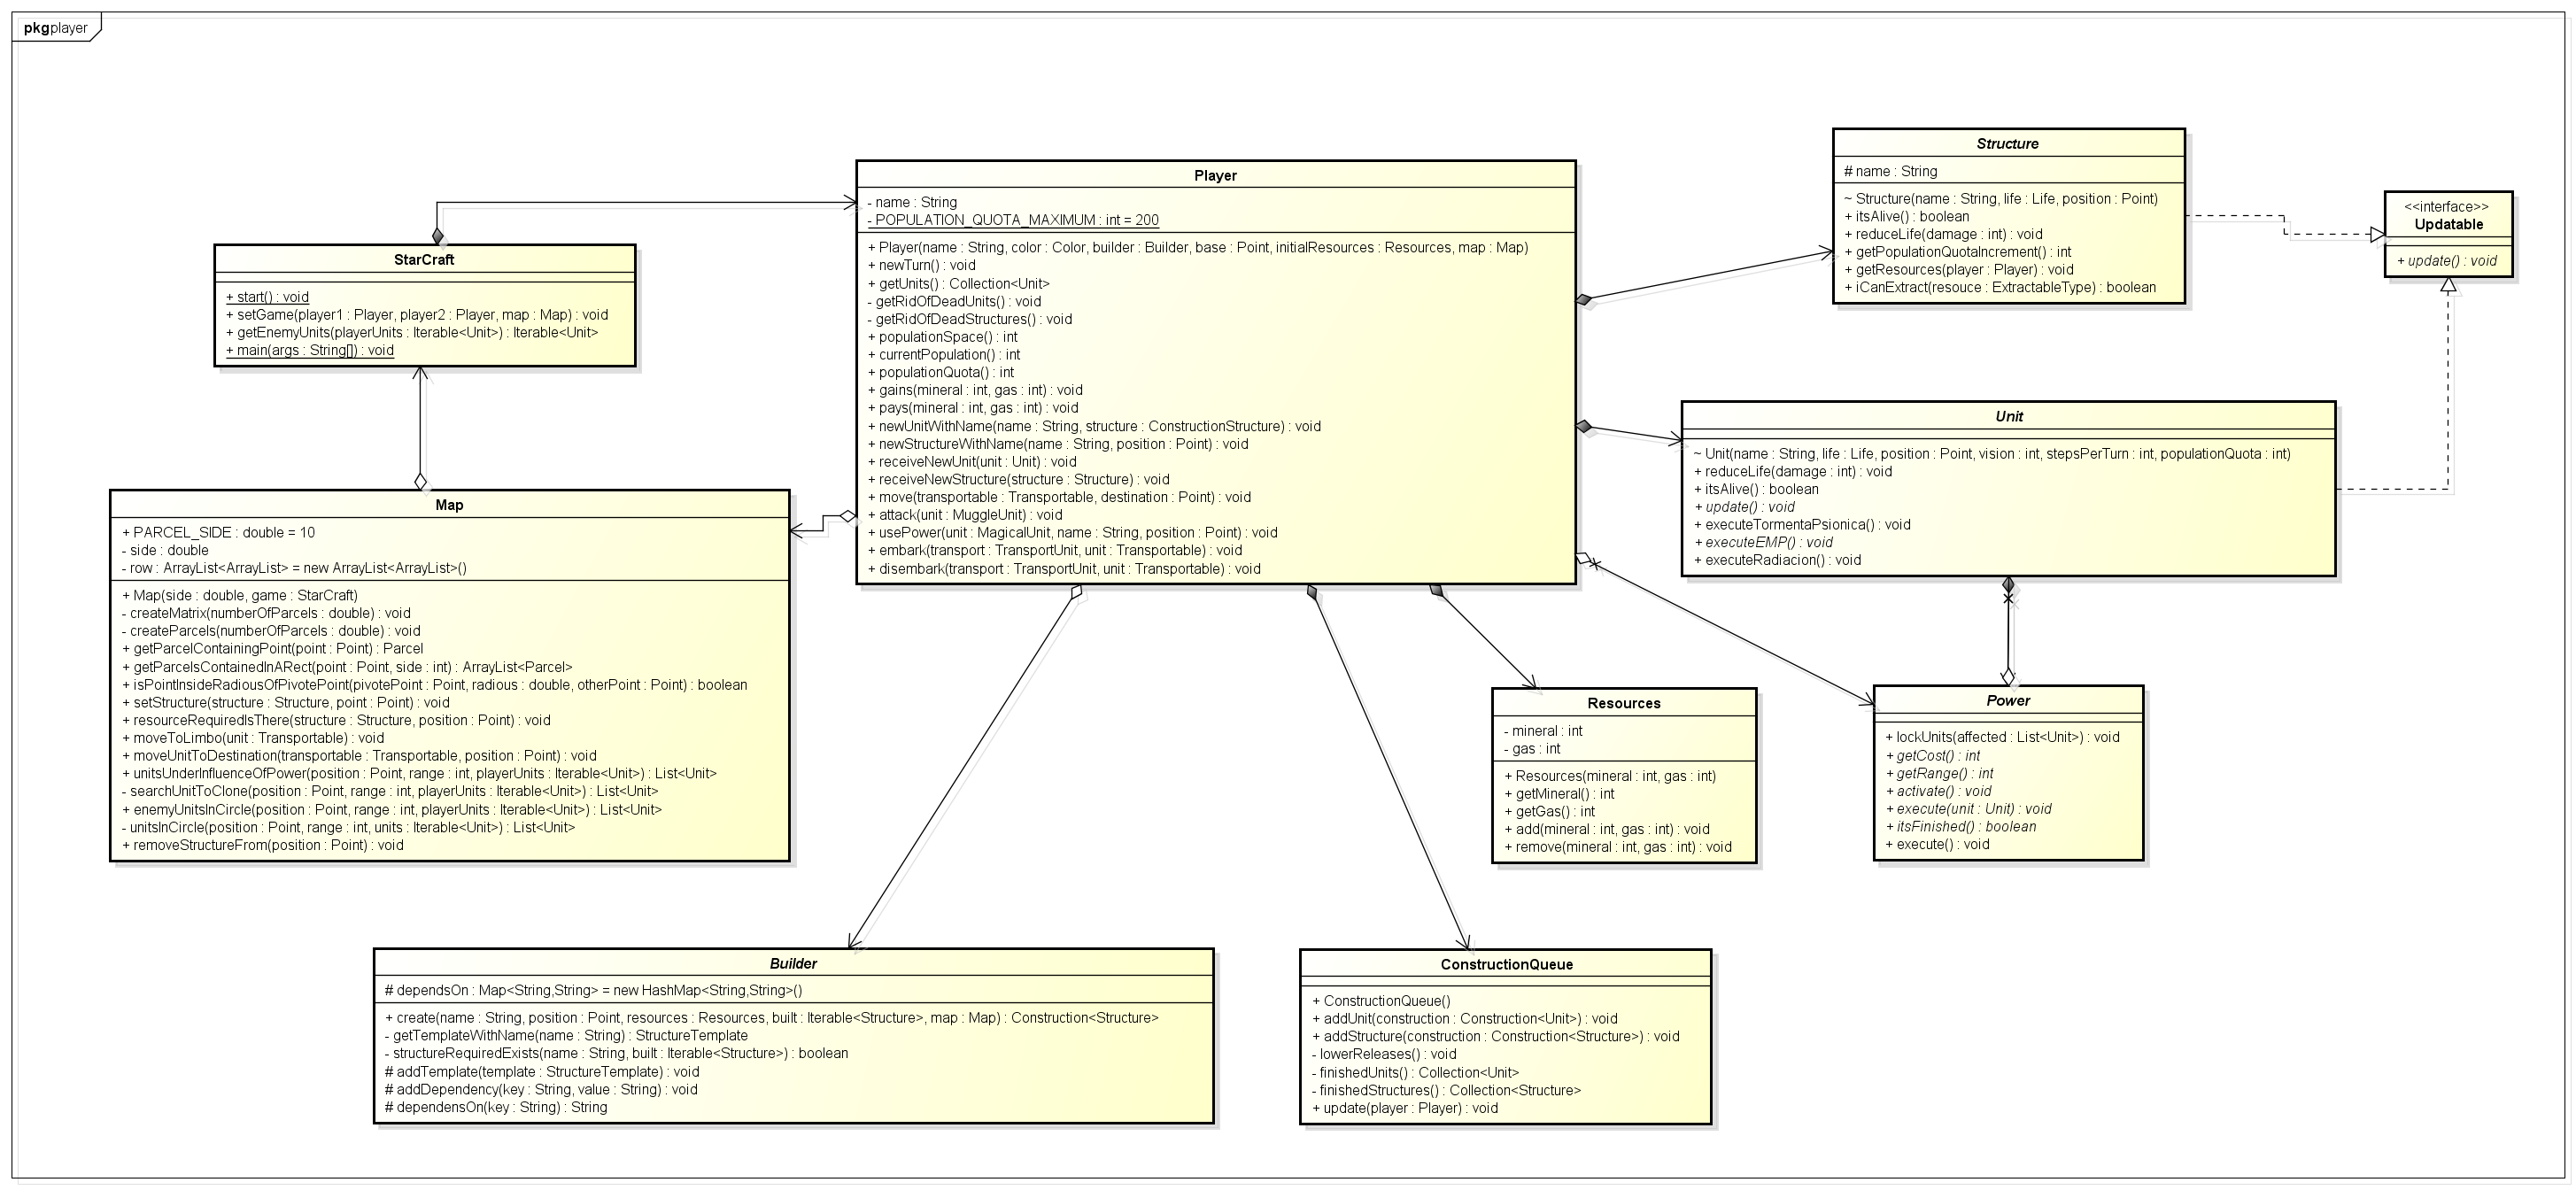 pkg player
StarCraft
+ start() : void
+ setGame(player1 : Player, player2 : Player, map : Map) : void
+ getEnemyUnits(playerUnits : Iterable<Unit>) : Iterable<Unit>
+ main(args : String[]) : void
Map
+ PARCEL_SIDE : double = 10
- side : double
- row : ArrayList<ArrayList> = new ArrayList<ArrayList>()
+ Map(side : double, game : StarCraft)
- createMatrix(numberOfParcels : double) : void
- createParcels(numberOfParcels : double) : void
+ getParcelContainingPoint(point : Point) : Parcel
+ getParcelsContainedInARect(point : Point, side : int) : ArrayList<Parcel>
+ isPointInsideRadiousOfPivotePoint(pivotePoint : Point, radious : double, otherPoint : Point) : boolean
+ setStructure(structure : Structure, point : Point) : void
+ resourceRequiredIsThere(structure : Structure, position : Point) : void
+ moveToLimbo(unit : Transportable) : void
+ moveUnitToDestination(transportable : Transportable, position : Point) : void
+ unitsUnderInfluenceOfPower(position : Point, range : int, playerUnits : Iterable<Unit>) : List<Unit>
- searchUnitToClone(position : Point, range : int, playerUnits : Iterable<Unit>) : List<Unit>
+ enemyUnitsInCircle(position : Point, range : int, playerUnits : Iterable<Unit>) : List<Unit>
- unitsInCircle(position : Point, range : int, units : Iterable<Unit>) : List<Unit>
+ removeStructureFrom(position : Point) : void
Player
- name : String
- POPULATION_QUOTA_MAXIMUM : int = 200
+ Player(name : String, color : Color, builder : Builder, base : Point, initialResources : Resources, map : Map)
+ newTurn() : void
+ getUnits() : Collection<Unit>
- getRidOfDeadUnits() : void
- getRidOfDeadStructures() : void
+ populationSpace() : int
+ currentPopulation() : int
+ populationQuota() : int
+ gains(mineral : int, gas : int) : void
+ pays(mineral : int, gas : int) : void
+ newUnitWithName(name : String, structure : ConstructionStructure) : void
+ newStructureWithName(name : String, position : Point) : void
+ receiveNewUnit(unit : Unit) : void
+ receiveNewStructure(structure : Structure) : void
+ move(transportable : Transportable, destination : Point) : void
+ attack(unit : MuggleUnit) : void
+ usePower(unit : MagicalUnit, name : String, position : Point) : void
+ embark(transport : TransportUnit, unit : Transportable) : void
+ disembark(transport : TransportUnit, unit : Transportable) : void
Structure
# name : String
~ Structure(name : String, life : Life, position : Point)
+ itsAlive() : boolean
+ reduceLife(damage : int) : void
+ getPopulationQuotaIncrement() : int
+ getResources(player : Player) : void
+ iCanExtract(resouce : ExtractableType) : boolean
<<interface>>
Updatable
+ update() : void
Unit
~ Unit(name : String, life : Life, position : Point, vision : int, stepsPerTurn : int, populationQuota : int)
+ reduceLife(damage : int) : void
+ itsAlive() : boolean
+ update() : void
+ executeTormentaPsionica() : void
+ executeEMP() : void
+ executeRadiacion() : void
Resources
- mineral : int
- gas : int
+ Resources(mineral : int, gas : int)
+ getMineral() : int
+ getGas() : int
+ add(mineral : int, gas : int) : void
+ remove(mineral : int, gas : int) : void
Power
+ lockUnits(affected : List<Unit>) : void
+ getCost() : int
+ getRange() : int
+ activate() : void
+ execute(unit : Unit) : void
+ itsFinished() : boolean
+ execute() : void
Builder
# dependsOn : Map<String,String> = new HashMap<String,String>()
+ create(name : String, position : Point, resources : Resources, built : Iterable<Structure>, map : Map) : Construction<Structure>
- getTemplateWithName(name : String) : StructureTemplate
- structureRequiredExists(name : String, built : Iterable<Structure>) : boolean
# addTemplate(template : StructureTemplate) : void
# addDependency(key : String, value : String) : void
# dependensOn(key : String) : String
ConstructionQueue
+ ConstructionQueue()
+ addUnit(construction : Construction<Unit>) : void
+ addStructure(construction : Construction<Structure>) : void
- lowerReleases() : void
- finishedUnits() : Collection<Unit>
- finishedStructures() : Collection<Structure>
+ update(player : Player) : void